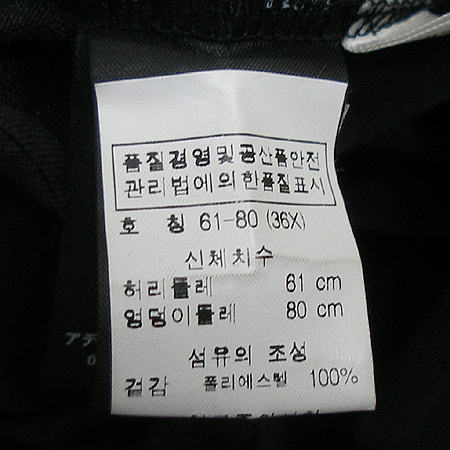 품질경영및공산품안전
관리법에의한품질표시
호 칭 61-80 (36X)
신체치수
허리둘레 61 cm
엉덩이둘레 80 cm
섬유의 조성
겉감 폴리에스텔 100%
アデ